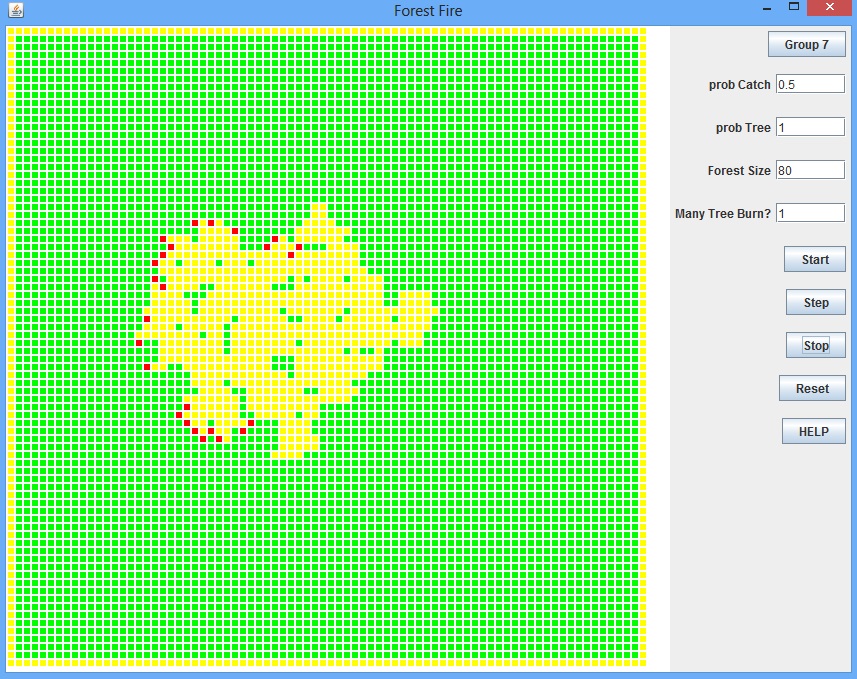 Forest Fire
Group 7
prob Catch 0.5
prob Tree 1
Forest Size 80
Many Tree Burn? 1
Start
Step
Stop
Reset
HELP